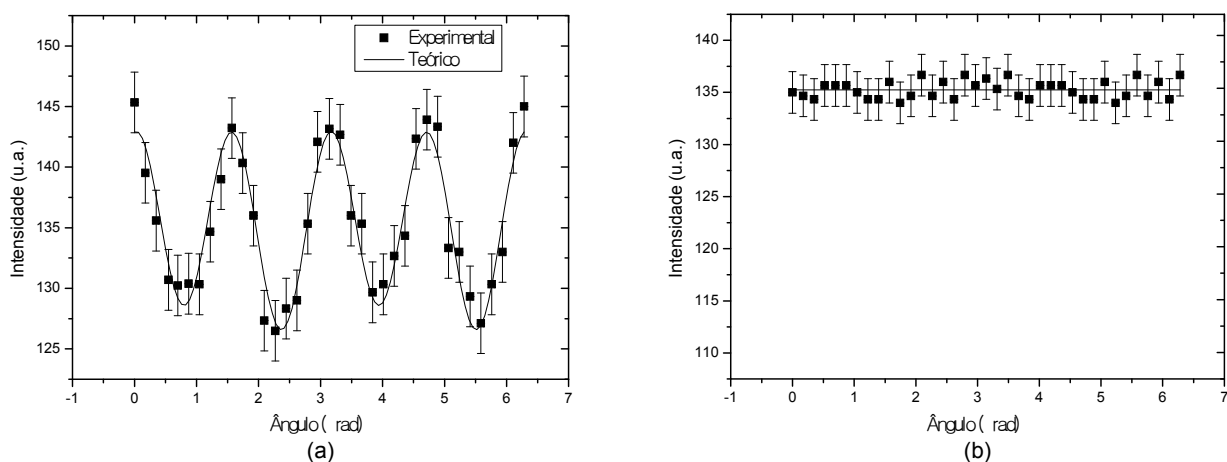 Experimental
Teórico
150
145
140
135
130
125
Intensidade (u.a.)
-1 0 1 2 3 4 5 6 7
Ângulo ( rad)
(a)
140
135
130
125
120
115
110
Intensidade (u.a.)
-1 0 1 2 3 4 5 6 7
Ângulo ( rad)
(b)